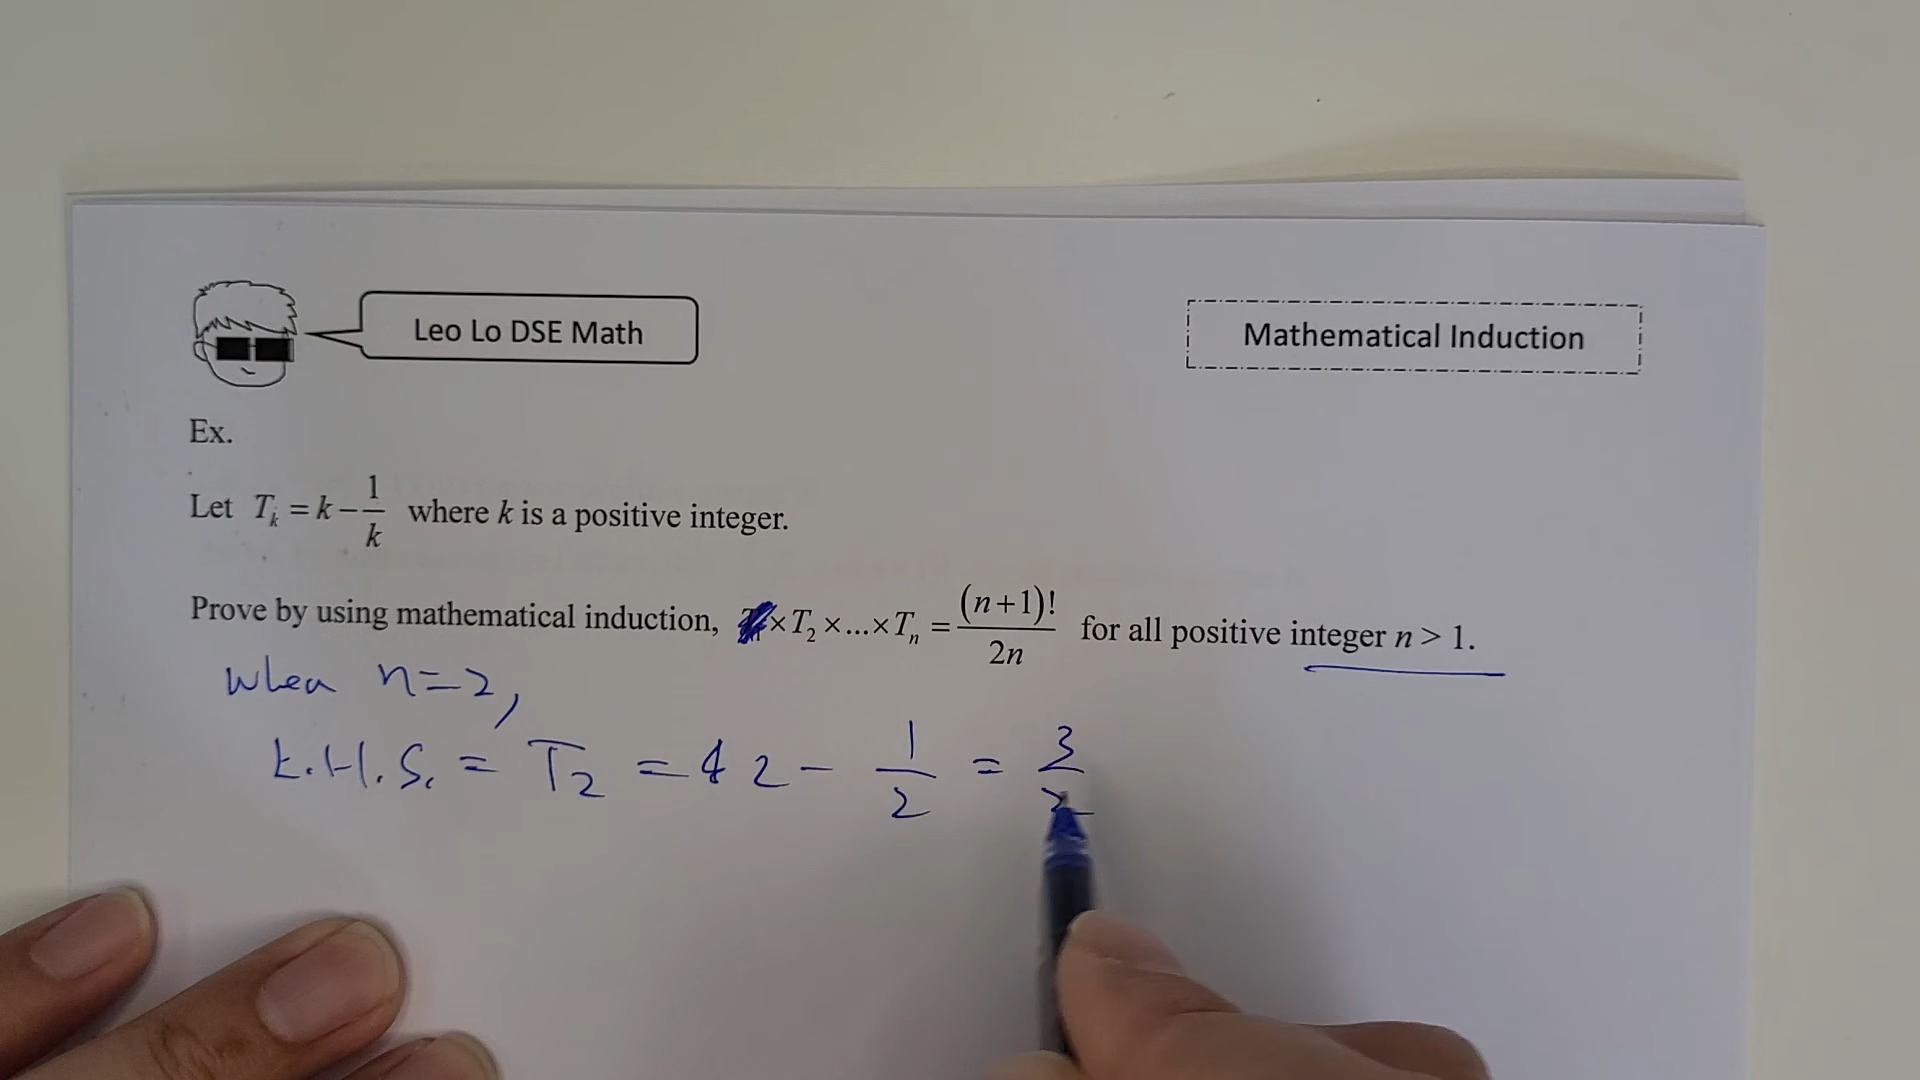 Leo Lo DSE Math
Mathematical Induction
Ex.
Let T_k = k - 1/k where k is a positive integer.
Prove by using mathematical induction, × T_2 × ... × T_n = (n+1)!/2n for all positive integer n > 1.
When n = 2,
L.H.S. = T_2 = 2 - 1/2 = 3/2